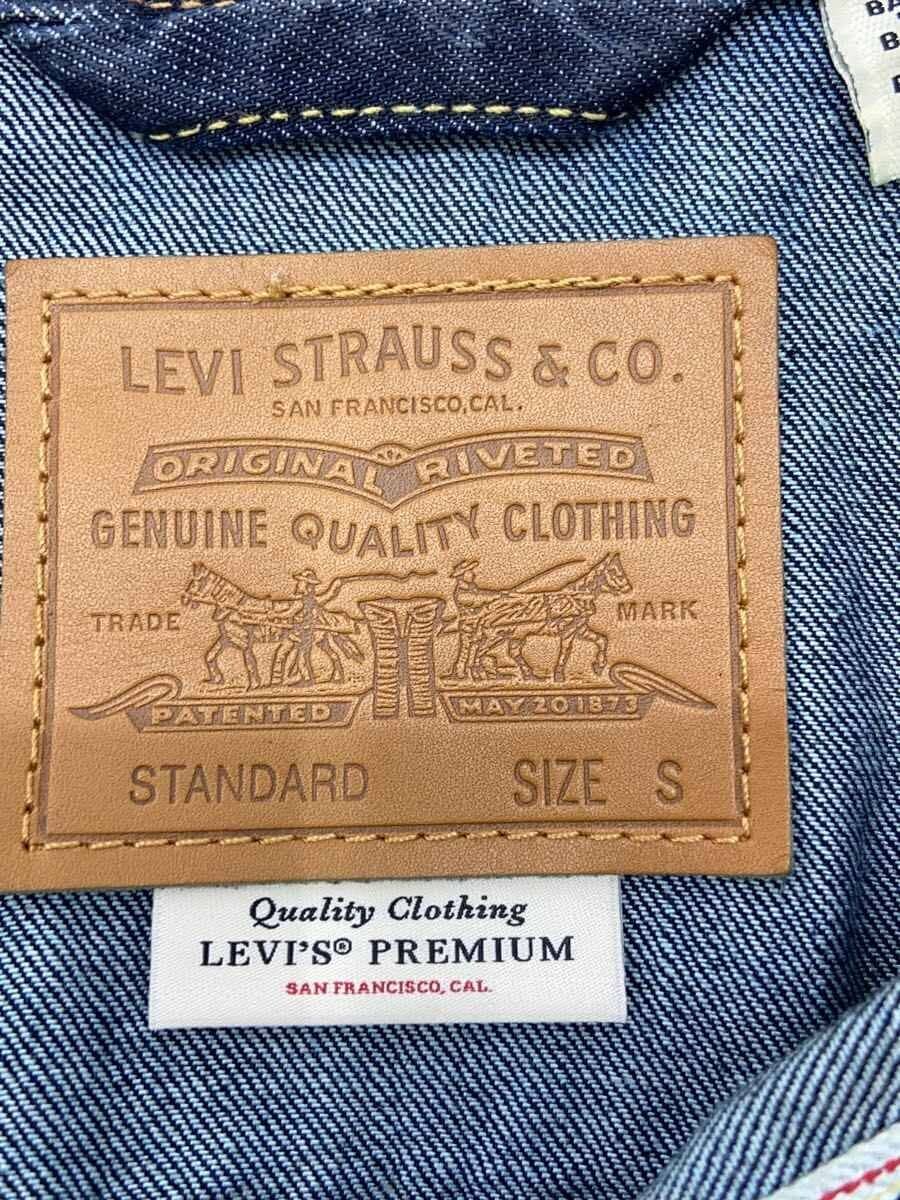 LEVI STRAUSS & CO.
SAN FRANCISCO, CAL.
ORIGINAL RIVETED
GENUINE QUALITY CLOTHING
TRADE MARK
PATENTED MAY 20 1873
STANDARD SIZE S
Quality Clothing
LEVI'S® PREMIUM
SAN FRANCISCO, CAL.